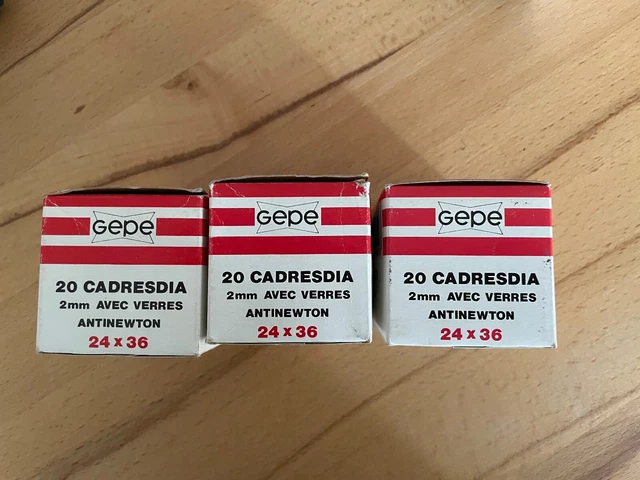 Gepe
20 CADRESDIA
2mm AVEC VERRES
ANTINEWTON
24 x 36
Gepe
20 CADRESDIA
2mm AVEC VERRES
ANTINEWTON
24 x 36
Gepe
20 CADRESDIA
2mm AVEC VERRES
ANTINEWTON
24 x 36